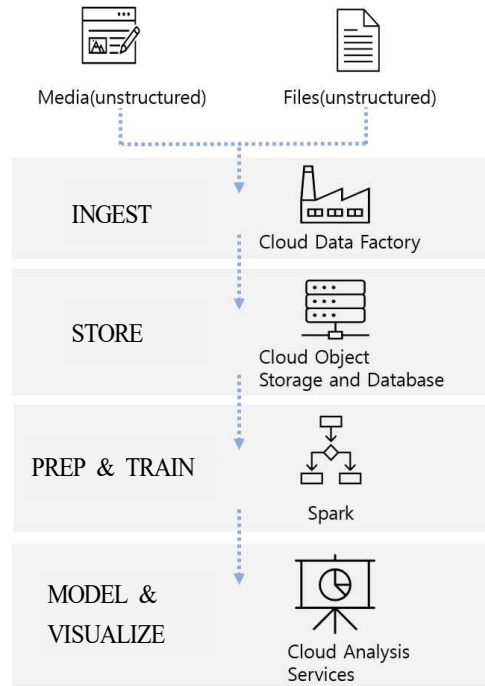 Media(unstructured)
Files(unstructured)
INGEST
Cloud Data Factory
STORE
Cloud Object
Storage and Database
PREP & TRAIN
Spark
MODEL &
VISUALIZE
Cloud Analysis
Services